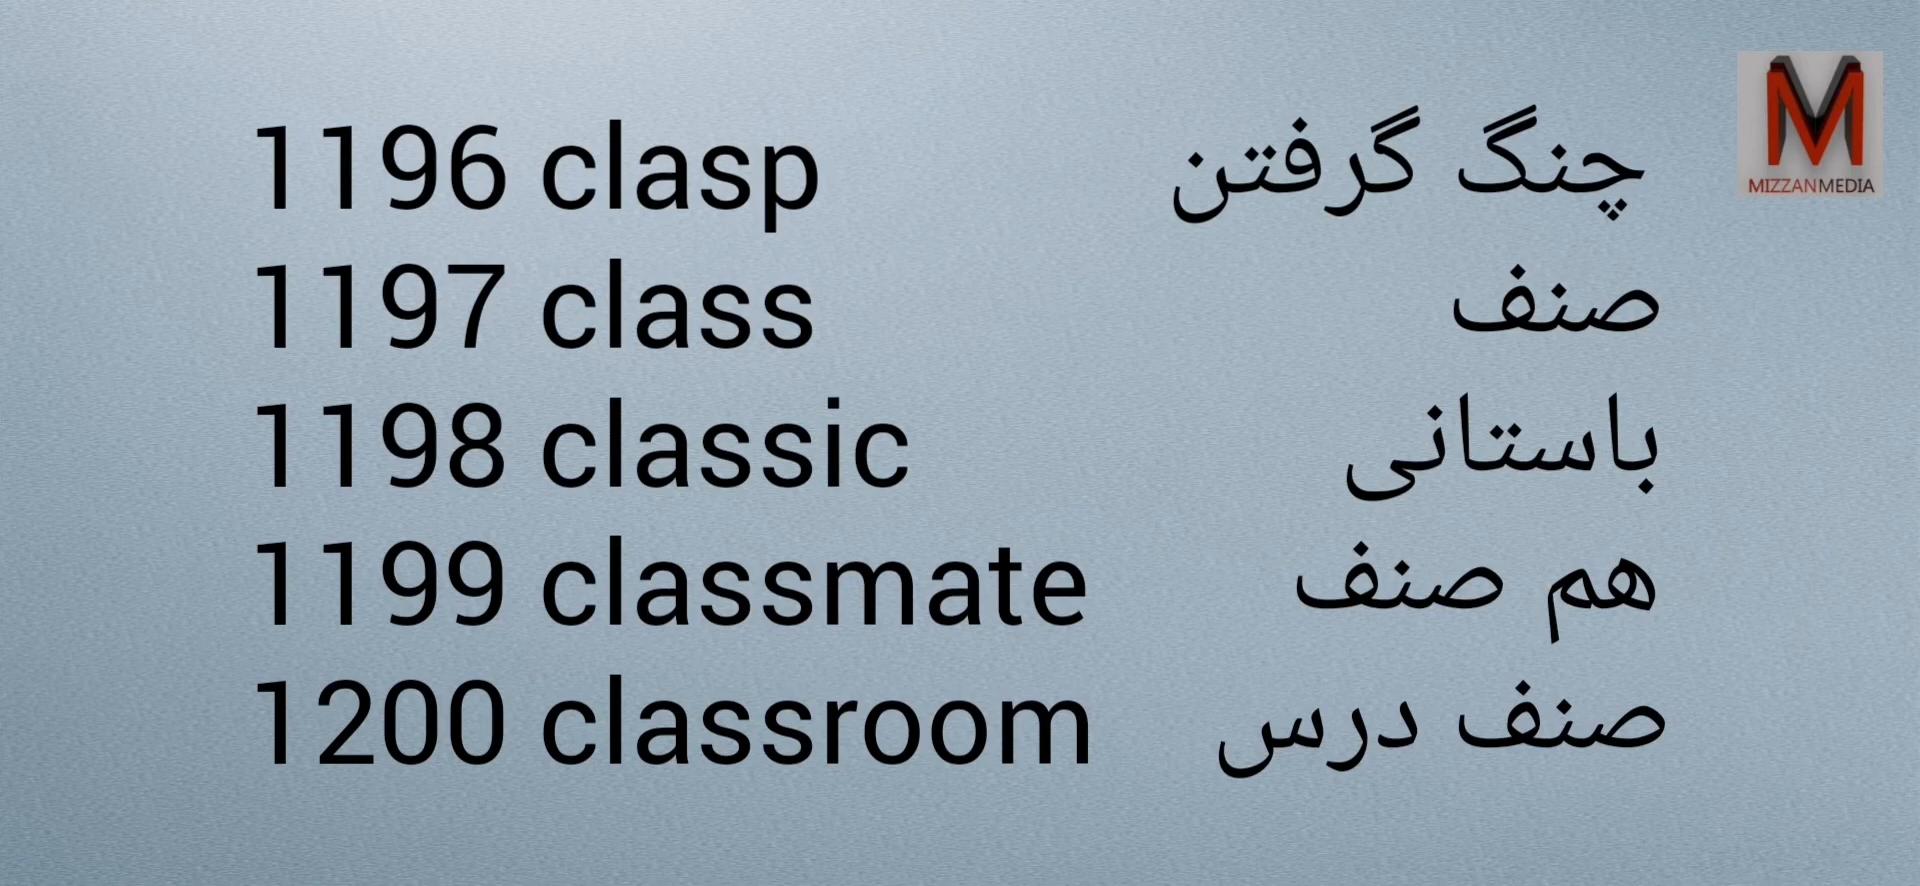 1196 clasp چنگ گرفتن
1197 class صنف
1198 classic باستانی
1199 classmate هم صنف
1200 classroom صنف درس
MIZZANMEDIA